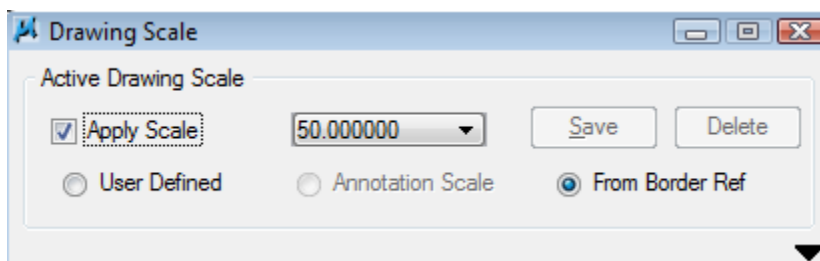 Drawing Scale
Active Drawing Scale
Apply Scale 50.000000 Save Delete
User Defined Annotation Scale From Border Ref